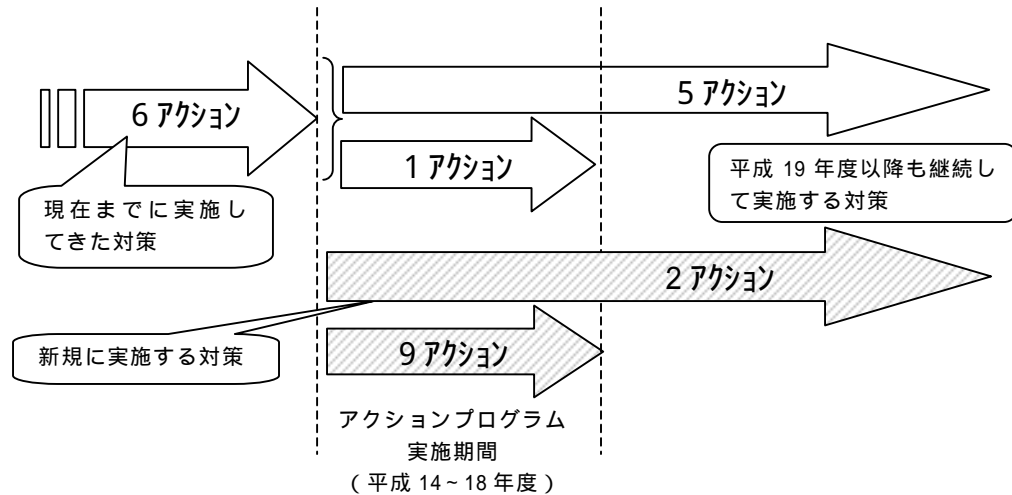 6 ｱｸｼｮﾝ
5 ｱｸｼｮﾝ
1 ｱｸｼｮﾝ
平成 19 年度以降も継続し
て実施する対策
現在までに実施し
てきた対策
2 ｱｸｼｮﾝ
新規に実施する対策
9 ｱｸｼｮﾝ
アクションプログラム
実施期間
（平成 14～18 年度）